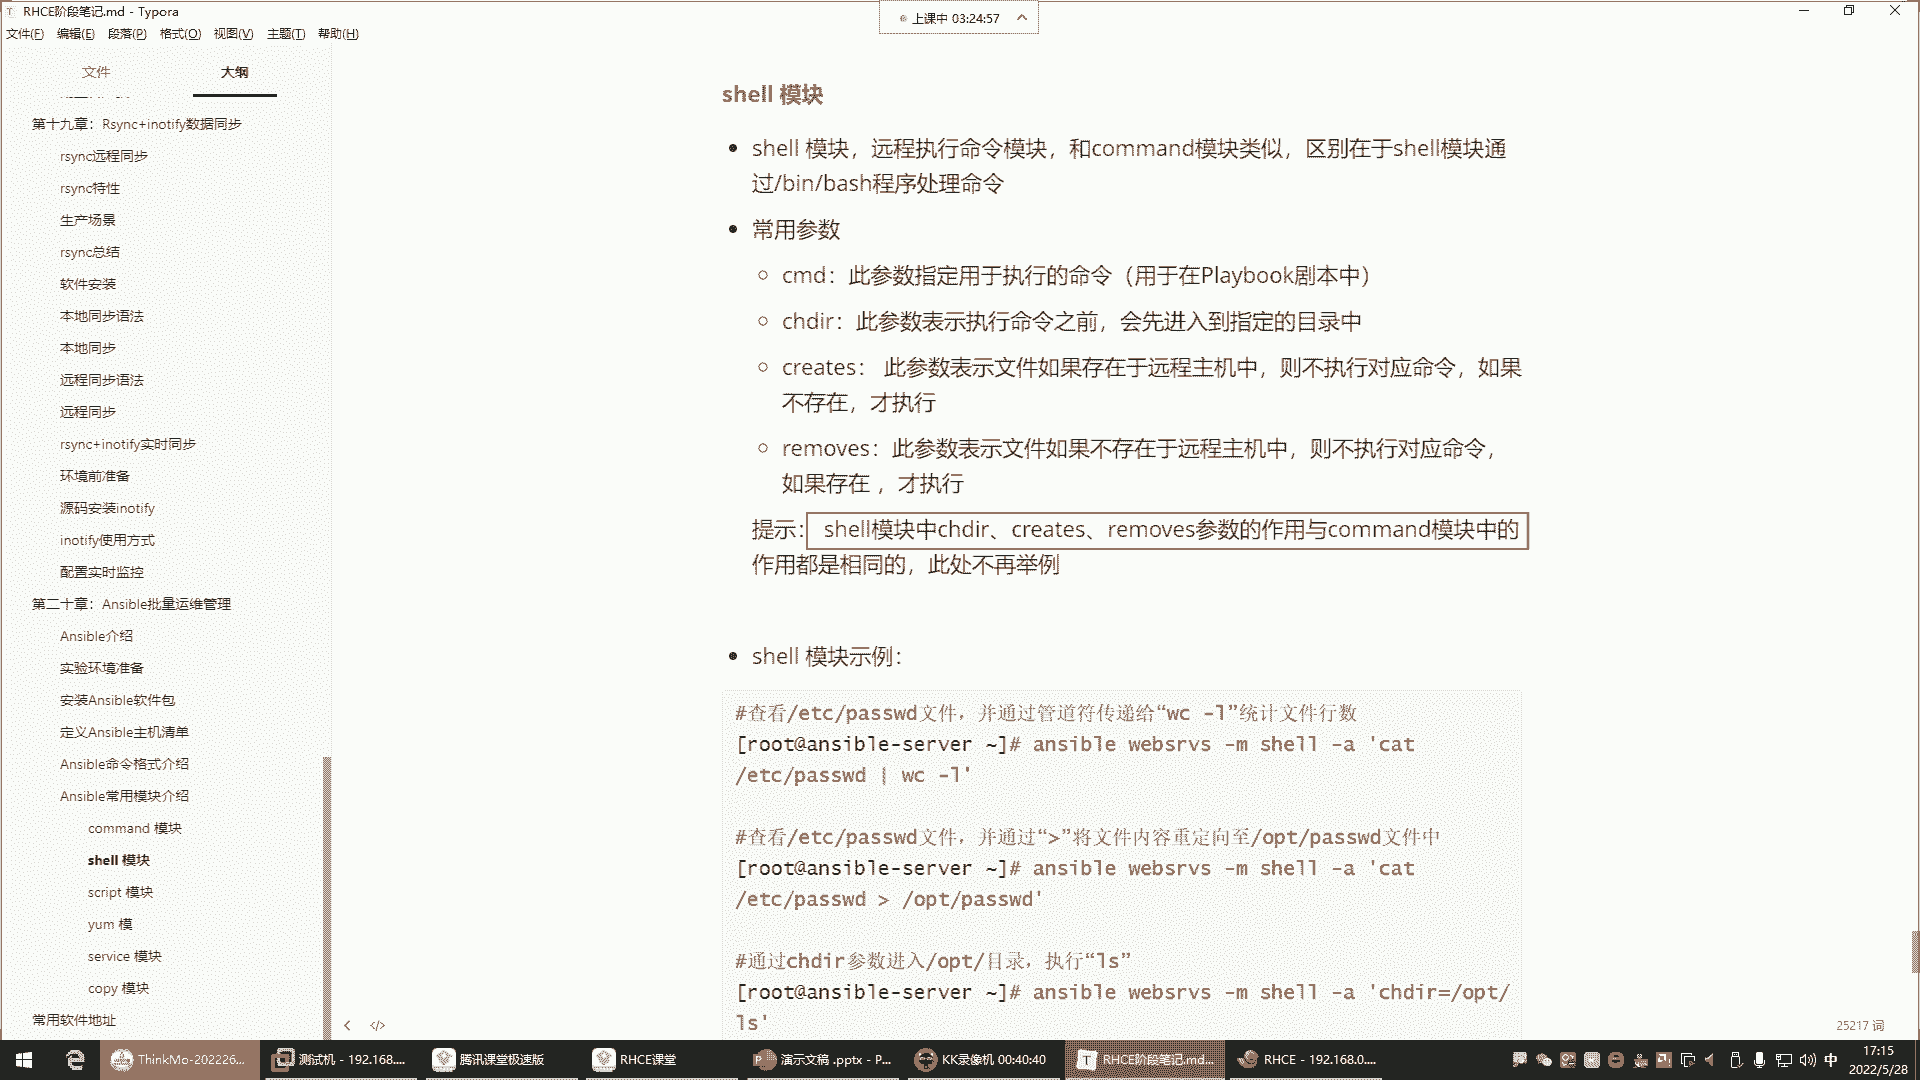 RHCE阶段笔记.md - Typora
上课中 03:24:57
文件(F) 编辑(E) 段落(P) 格式(O) 视图(V) 主题(T) 帮助(H)
文件 大纲
第十九章：Rsync+inotify数据同步
rsync远程同步
rsync特性
生产场景
rsync总结
软件安装
本地同步语法
本地同步
远程同步语法
远程同步
rsync+inotify实时同步
环境前准备
源码安装inotify
inotify使用方式
配置实时监控
第二十章：Ansible批量运维管理
Ansible介绍
实验环境准备
安装Ansible软件包
定义Ansible主机清单
Ansible命令格式介绍
Ansible常用模块介绍
command 模块
shell 模块
script 模块
yum 模
service 模块
copy 模块
常用软件地址
shell 模块
shell 模块，远程执行命令模块，和command模块类似，区别在于shell模块通
过/bin/bash程序处理命令
常用参数
cmd：此参数指定用于执行的命令（用于在Playbook剧本中）
chdir：此参数表示执行命令之前，会先进入到指定的目录中
creates： 此参数表示文件如果存在于远程主机中，则不执行对应命令，如果
不存在，才执行
removes：此参数表示文件如果不存在于远程主机中，则不执行对应命令，
如果存在 ，才执行
提示： shell模块中chdir、creates、removes参数的作用与command模块中的
作用都是相同的，此处不再举例
shell 模块示例：
#查看/etc/passwd文件，并通过管道符传递给“wc -l”统计文件行数
[root@ansible-server ~]# ansible websrvs -m shell -a 'cat
/etc/passwd | wc -l'
#查看/etc/passwd文件，并通过“>”将文件内容重定向至/opt/passwd文件中
[root@ansible-server ~]# ansible websrvs -m shell -a 'cat
/etc/passwd > /opt/passwd'
#通过chdir参数进入/opt/目录，执行“ls”
[root@ansible-server ~]# ansible websrvs -m shell -a 'chdir=/opt/
ls'
25217 词
ThinkMo-202226... 测试机 - 192.168.... 腾讯课堂极速版 RHCE课堂 演示文稿 .pptx - P... KK录像机 00:40:40 RHCE阶段笔记.md... RHCE - 192.168.0.... 中
17:15
2022/5/28